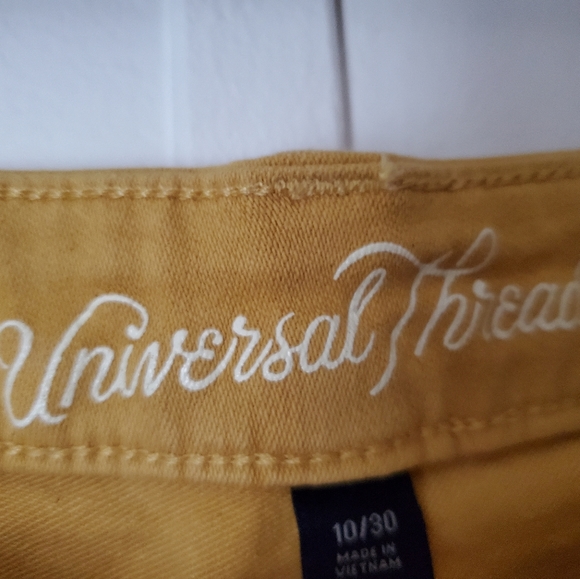 Universal Thread
10/30
MADE IN
VIETNAM